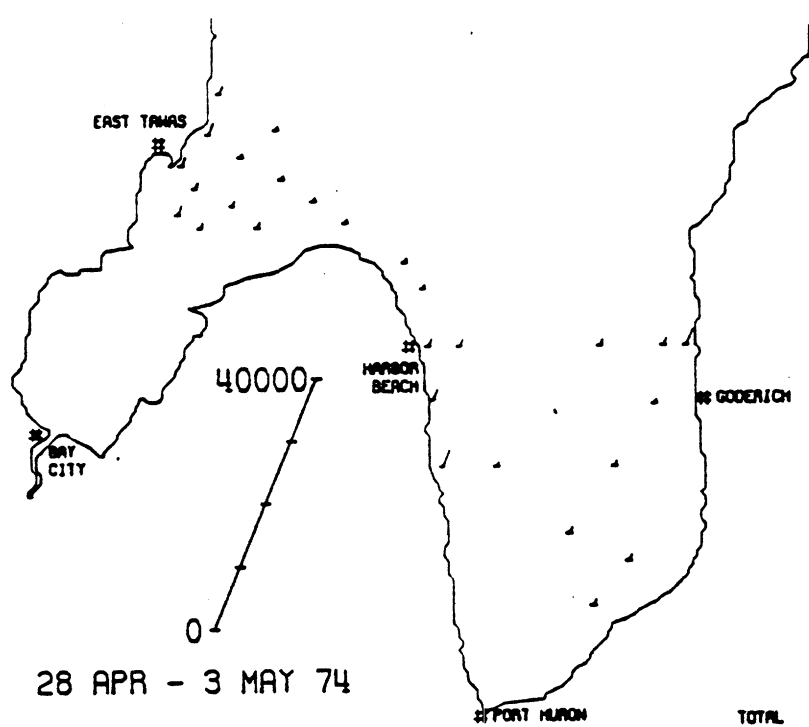 EAST TAWAS
HARBOR
BEACH
40000
GODERICH
BAY
CITY
0
28 APR - 3 MAY 74
PORT HURON
TOTAL